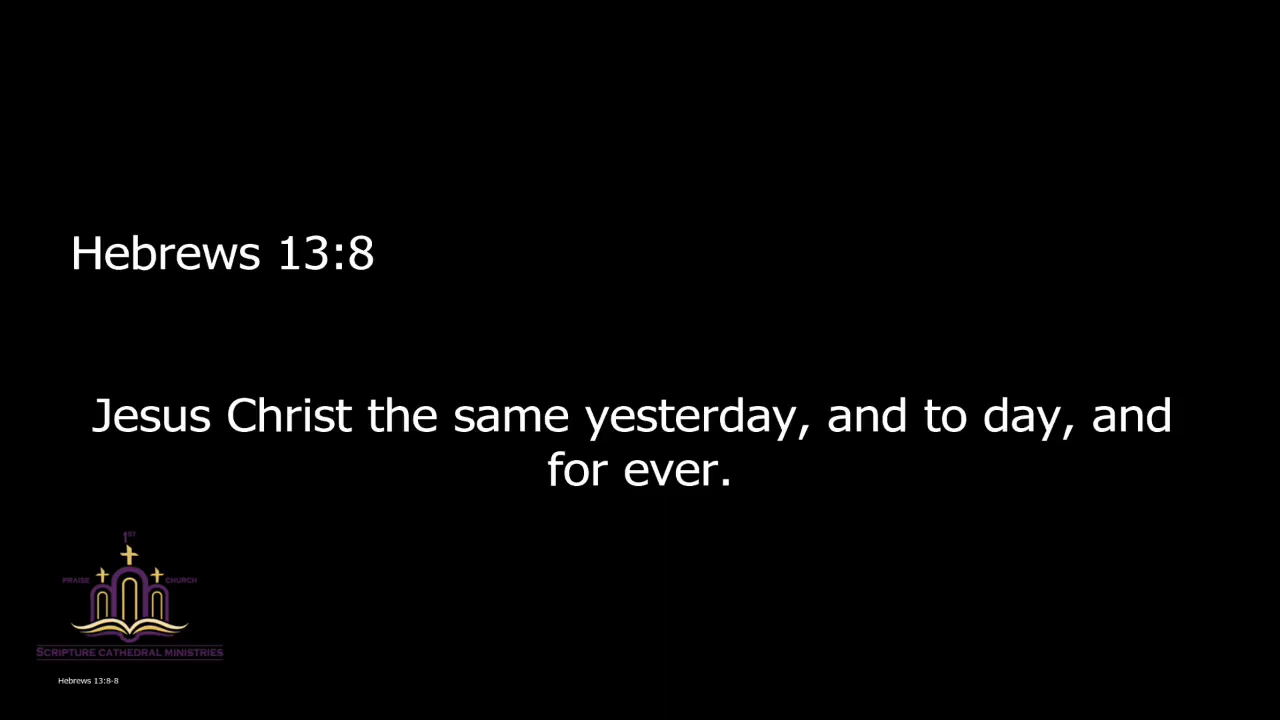 Hebrews 13:8
Jesus Christ the same yesterday, and to day, and
for ever.
1ST
PRAISE CHURCH
SCRIPTURE CATHEDRAL MINISTRIES
Hebrews 13:8-8